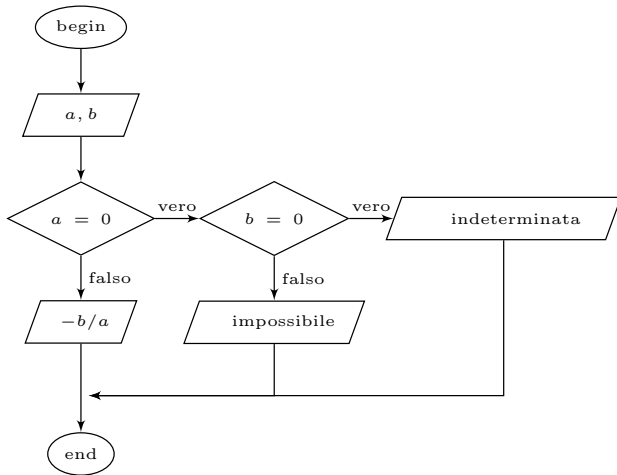 begin
a, b
a = 0
vero
b = 0
vero
indeterminata
falso
falso
−b/a
impossibile
end